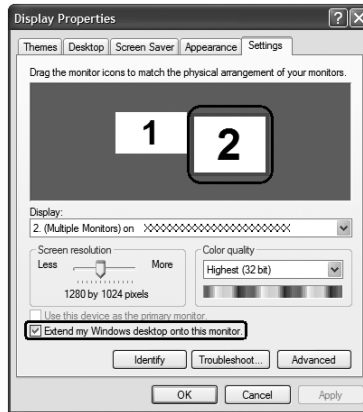 Display Properties
Themes Desktop Screen Saver Appearance Settings
Drag the monitor icons to match the physical arrangement of your monitors.
1 2
Display:
2. (Multiple Monitors) on XXXXXXXXXXXXXXXXXXXXXXX
Screen resolution
Less More
1280 by 1024 pixels
Color quality
Highest (32 bit)
Use this device as the primary monitor.
Extend my Windows desktop onto this monitor.
Identify Troubleshoot... Advanced
OK Cancel Apply